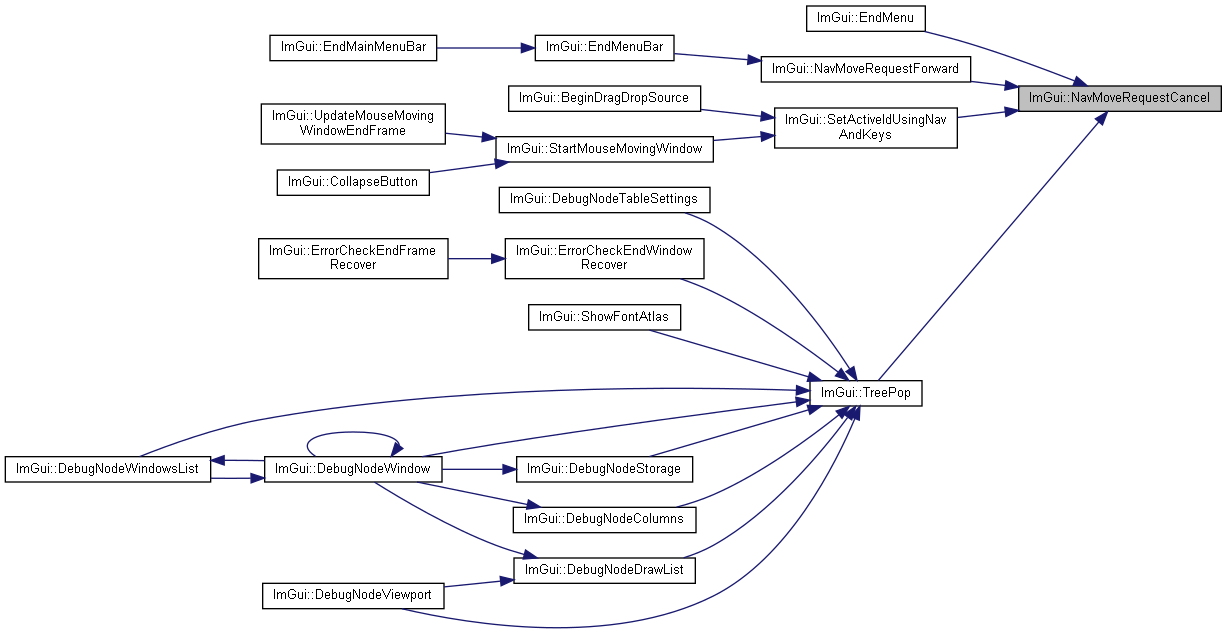 ImGui::EndMenu
ImGui::EndMainMenuBar
ImGui::EndMenuBar
ImGui::NavMoveRequestForward
ImGui::NavMoveRequestCancel
ImGui::BeginDragDropSource
ImGui::UpdateMouseMoving
WindowEndFrame
ImGui::SetActiveIdUsingNav
AndKeys
ImGui::StartMouseMovingWindow
ImGui::CollapseButton
ImGui::DebugNodeTableSettings
ImGui::ErrorCheckEndFrame
Recover
ImGui::ErrorCheckEndWindow
Recover
ImGui::ShowFontAtlas
ImGui::TreePop
ImGui::DebugNodeWindowsList
ImGui::DebugNodeWindow
ImGui::DebugNodeStorage
ImGui::DebugNodeColumns
ImGui::DebugNodeDrawList
ImGui::DebugNodeViewport